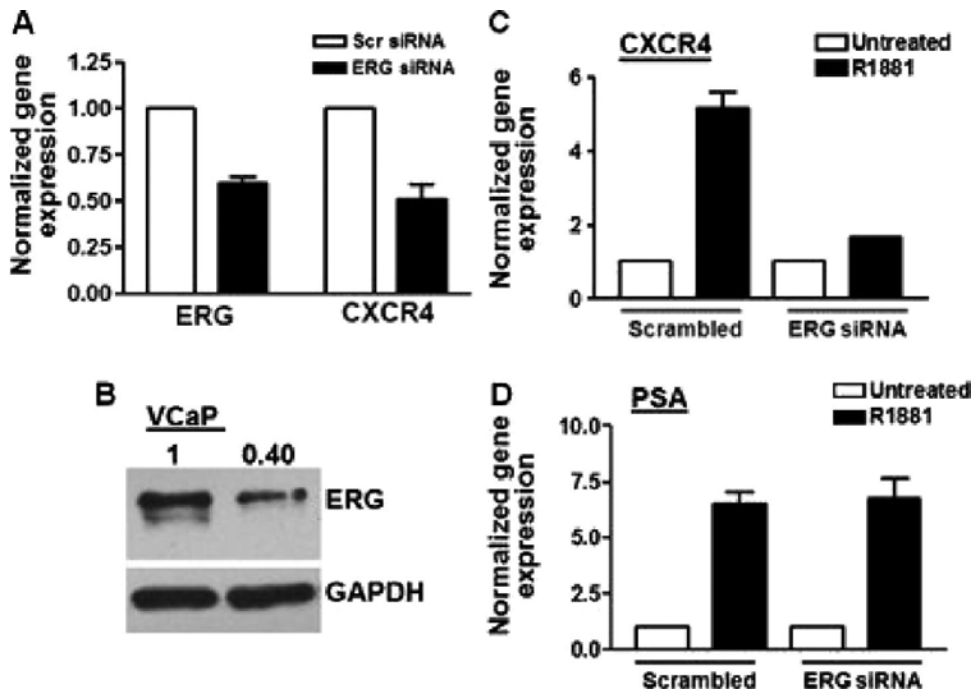 A
Scr siRNA
ERG siRNA
Normalized gene
expression
1.25
1.00
0.75
0.50
0.25
0.00
ERG
CXCR4
B
VCaP
1
0.40
ERG
GAPDH
C
CXCR4
Untreated
R1881
Normalized gene
expression
6
4
2
0
Scrambled
ERG siRNA
D
PSA
Untreated
R1881
Normalized gene
expression
10.0
7.5
5.0
2.5
0.0
Scrambled
ERG siRNA